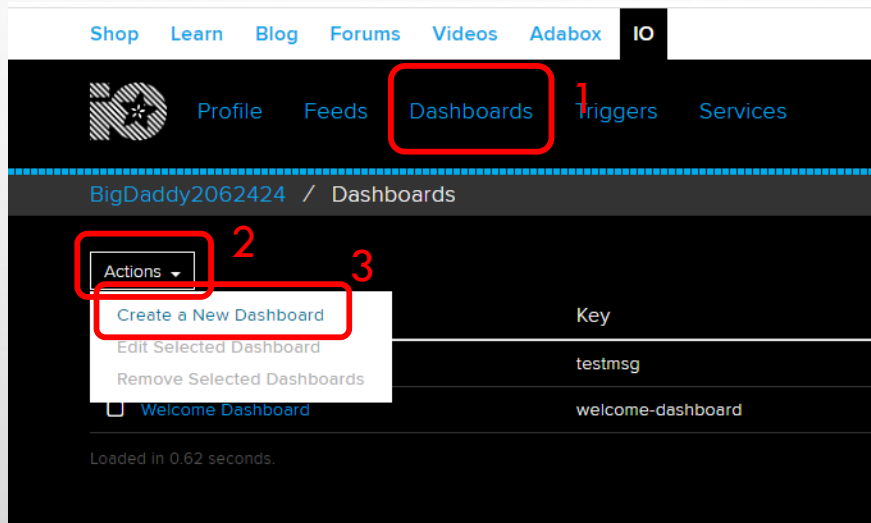 Shop Learn Blog Forums Videos Adabox IO
iO Profile Feeds Dashboards Triggers Services
1
BigDaddy2062424 / Dashboards
2
Actions
3
Create a New Dashboard
Key
Edit Selected Dashboard
testmsg
Remove Selected Dashboards
Welcome Dashboard welcome-dashboard
Loaded in 0.62 seconds.